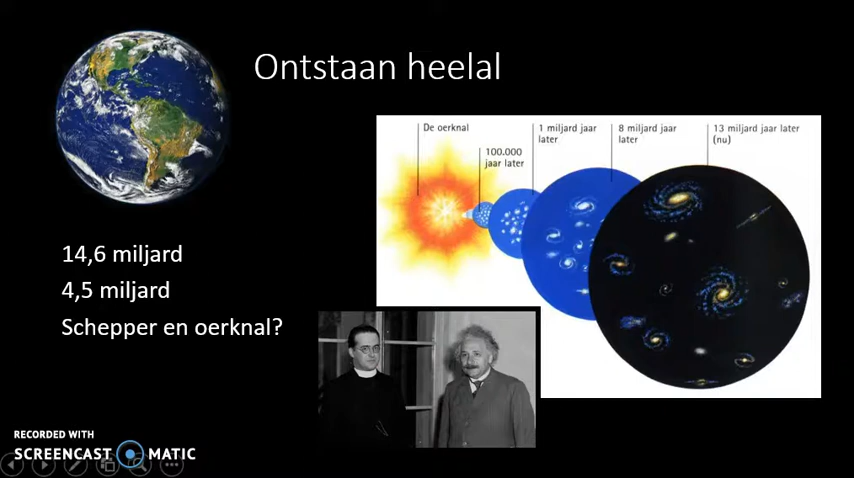 Ontstaan heelal
De oerknal
100.000
jaar later
1 miljard jaar
later
8 miljard jaar
later
13 miljard jaar later
(nu)
14,6 miljard
4,5 miljard
Schepper en oerknal?
RECORDED WITH
SCREENCAST MATIC